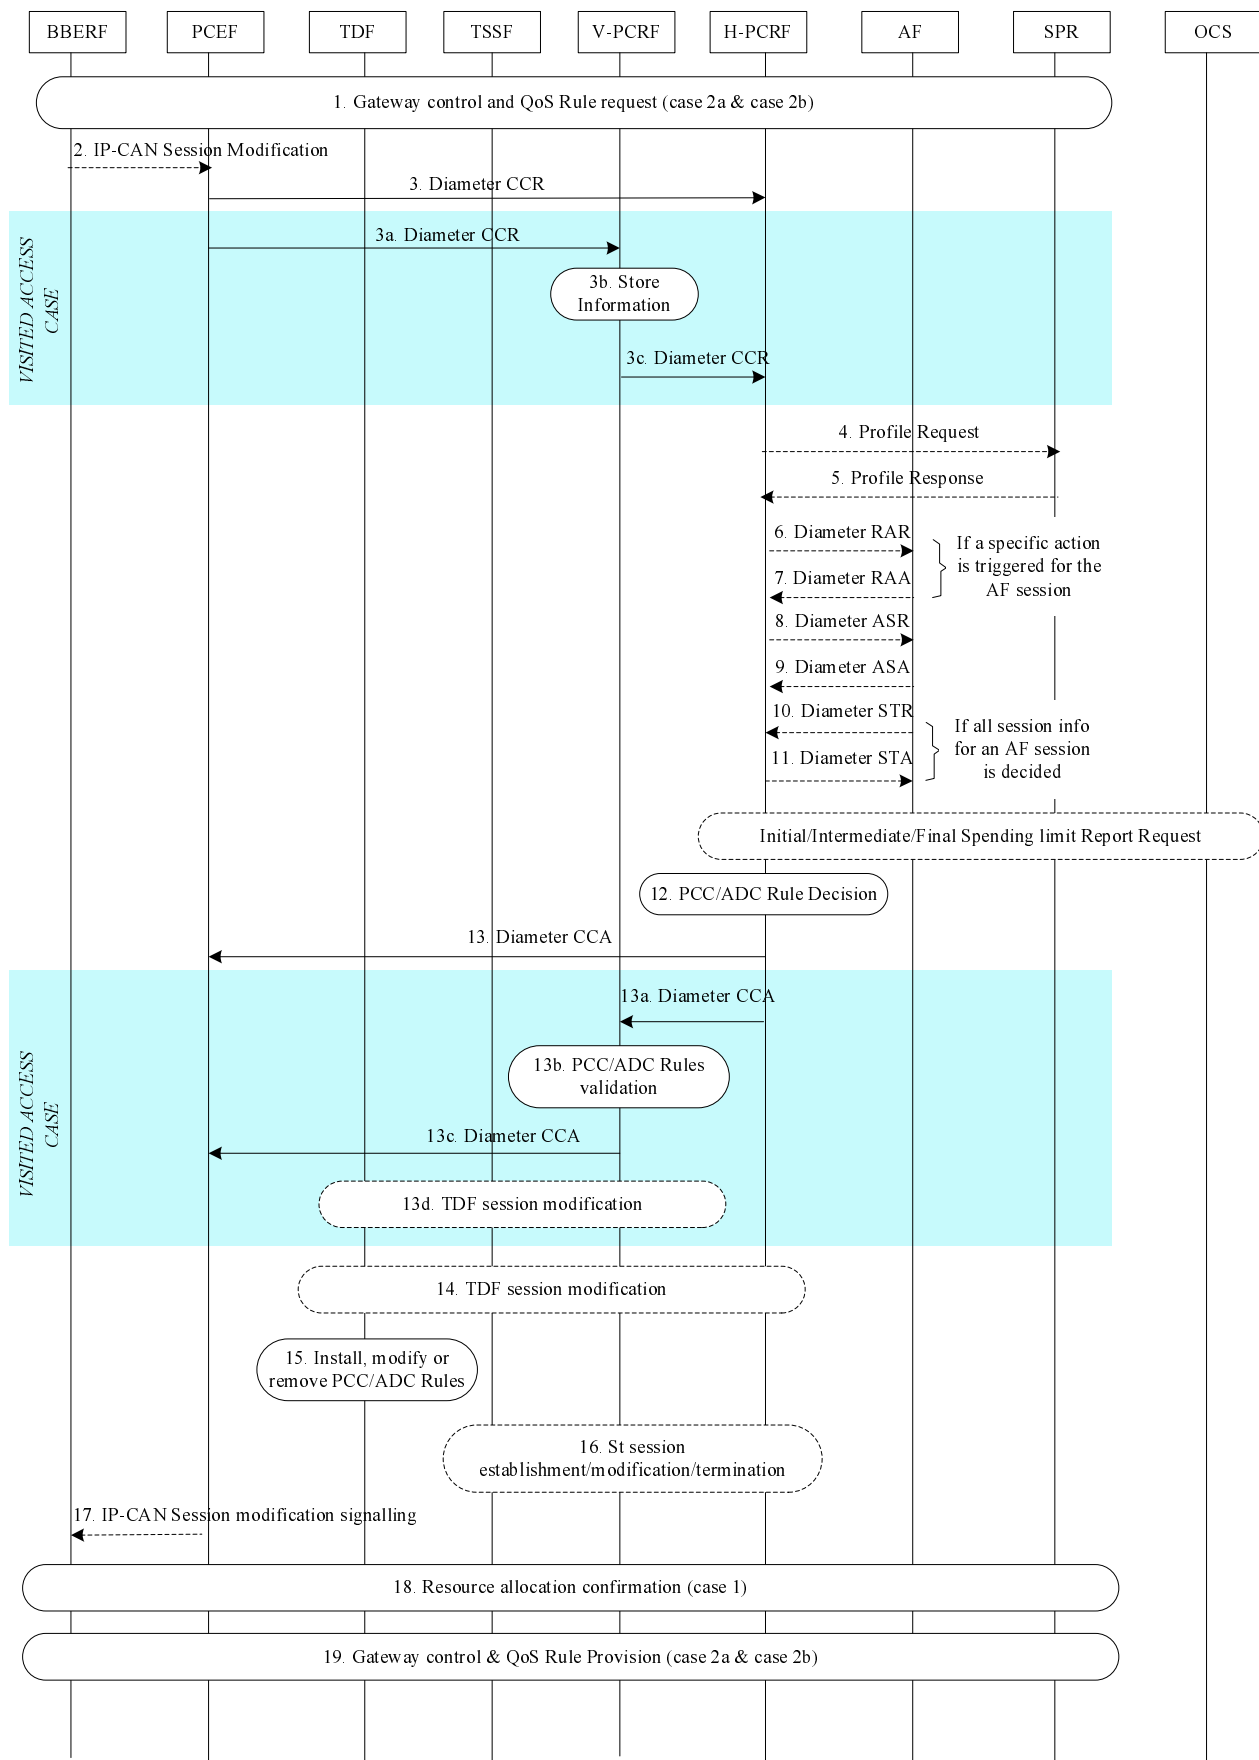 BBERF
PCEF
TDF
TSSF
V-PCRF
H-PCRF
AF
SPR
OCS
1. Gateway control and QoS Rule request (case 2a & case 2b)
2. IP-CAN Session Modification
3. Diameter CCR
VISITED ACCESS
CASE
3a. Diameter CCR
3b. Store
Information
3c. Diameter CCR
4. Profile Request
5. Profile Response
6. Diameter RAR
7. Diameter RAA
If a specific action
is triggered for the
AF session
8. Diameter ASR
9. Diameter ASA
10. Diameter STR
11. Diameter STA
If all session info
for an AF session
is decided
Initial/Intermediate/Final Spending limit Report Request
12. PCC/ADC Rule Decision
13. Diameter CCA
VISITED ACCESS
CASE
13a. Diameter CCA
13b. PCC/ADC Rules
validation
13c. Diameter CCA
13d. TDF session modification
14. TDF session modification
15. Install, modify or
remove PCC/ADC Rules
16. St session
establishment/modification/termination
17. IP-CAN Session modification signalling
18. Resource allocation confirmation (case 1)
19. Gateway control & QoS Rule Provision (case 2a & case 2b)